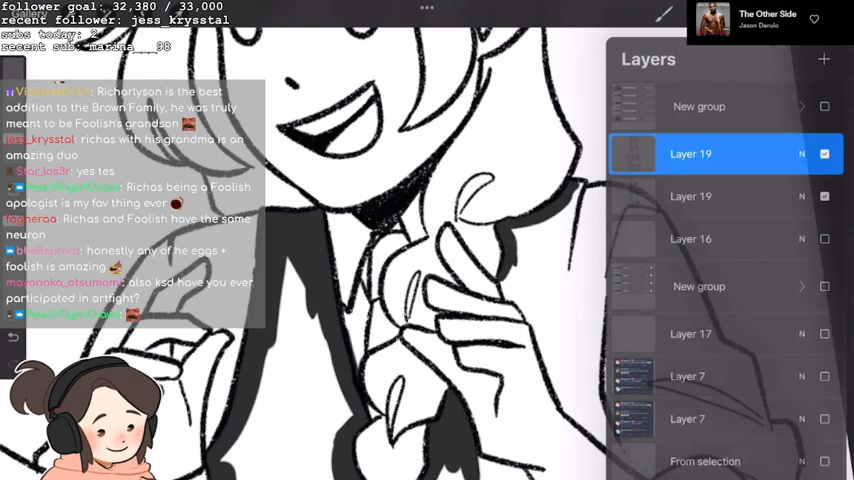 follower goal: 32,380 / 33,000
recent follower: jess_krysstal
subs today: 2
recent sub: marina___98
Gallery
The Other Side
Jason Derulo
Layers
New group
Layer 19 N
Layer 19 N
Layer 16 N
New group
Layer 17 N
Layer 7 N
Layer 7 N
From selection N
Richarlyson is the best
addition to the Brown Family, he was truly
meant to be Foolish's grandson
jess_krysstal: richas with his grandma is an
amazing duo
Star_los3r: yes tes
Richas being a Foolish
apologist is my fav thing ever
togheraa: Richas and Foolish have the same
neuron
bbellsprout: honestly any of he eggs +
foolish is amazing
mayonaka_atsumami: also ksd have you ever
participated in artfight?